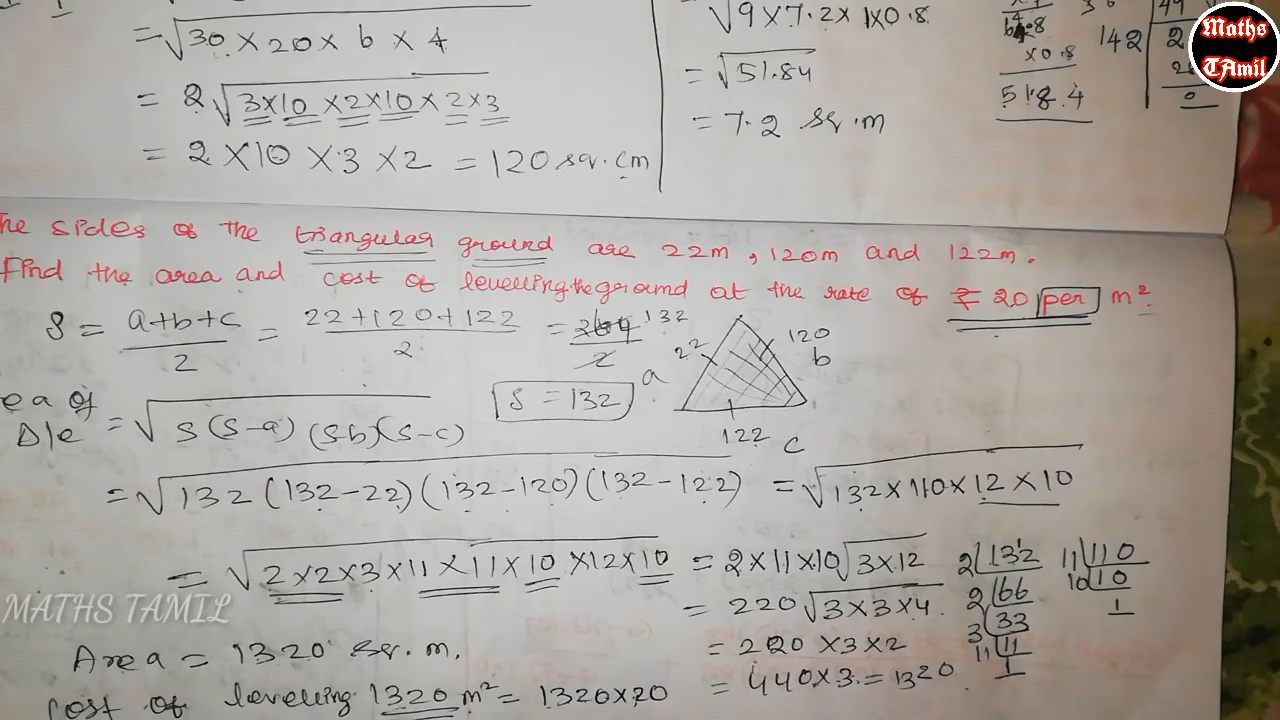 = √30 × 20 × 6 × 4
= 2 √3×10 × 2×10 × 2×3
= 2 × 10 × 3 × 2 = 120 sq. cm
√9 × 7.2 × 1 × 0.8
= √51.84
= 7.2 sq.m
×0.8
518.4
142
Maths
TAmil
The sides of the triangular ground are 22m, 120m and 122m.
Find the area and cost of levelling the ground at the rate of ₹ 20 per m².
S = a+b+c / 2 = 22+120+122 / 2 = 264 / 2 132
S = 132
22 a
120 b
122 c
ea of
Δle = √s(s-a)(s-b)(s-c)
= √132 (132-22) (132-120) (132-122) = √132 × 110 × 12 × 10
= √2×2×3×11×11×10×12×10 = 2×11×10√3×12
= 220 √3×3×4
= 220 ×3×2
= 440×3 = 1320
2 132
2 66
3 33
11 11
1
11 110
10 10
1
MATHS TAMIL
Area = 1320 sq. m.
cost of levelling 1320 m² = 1320×20